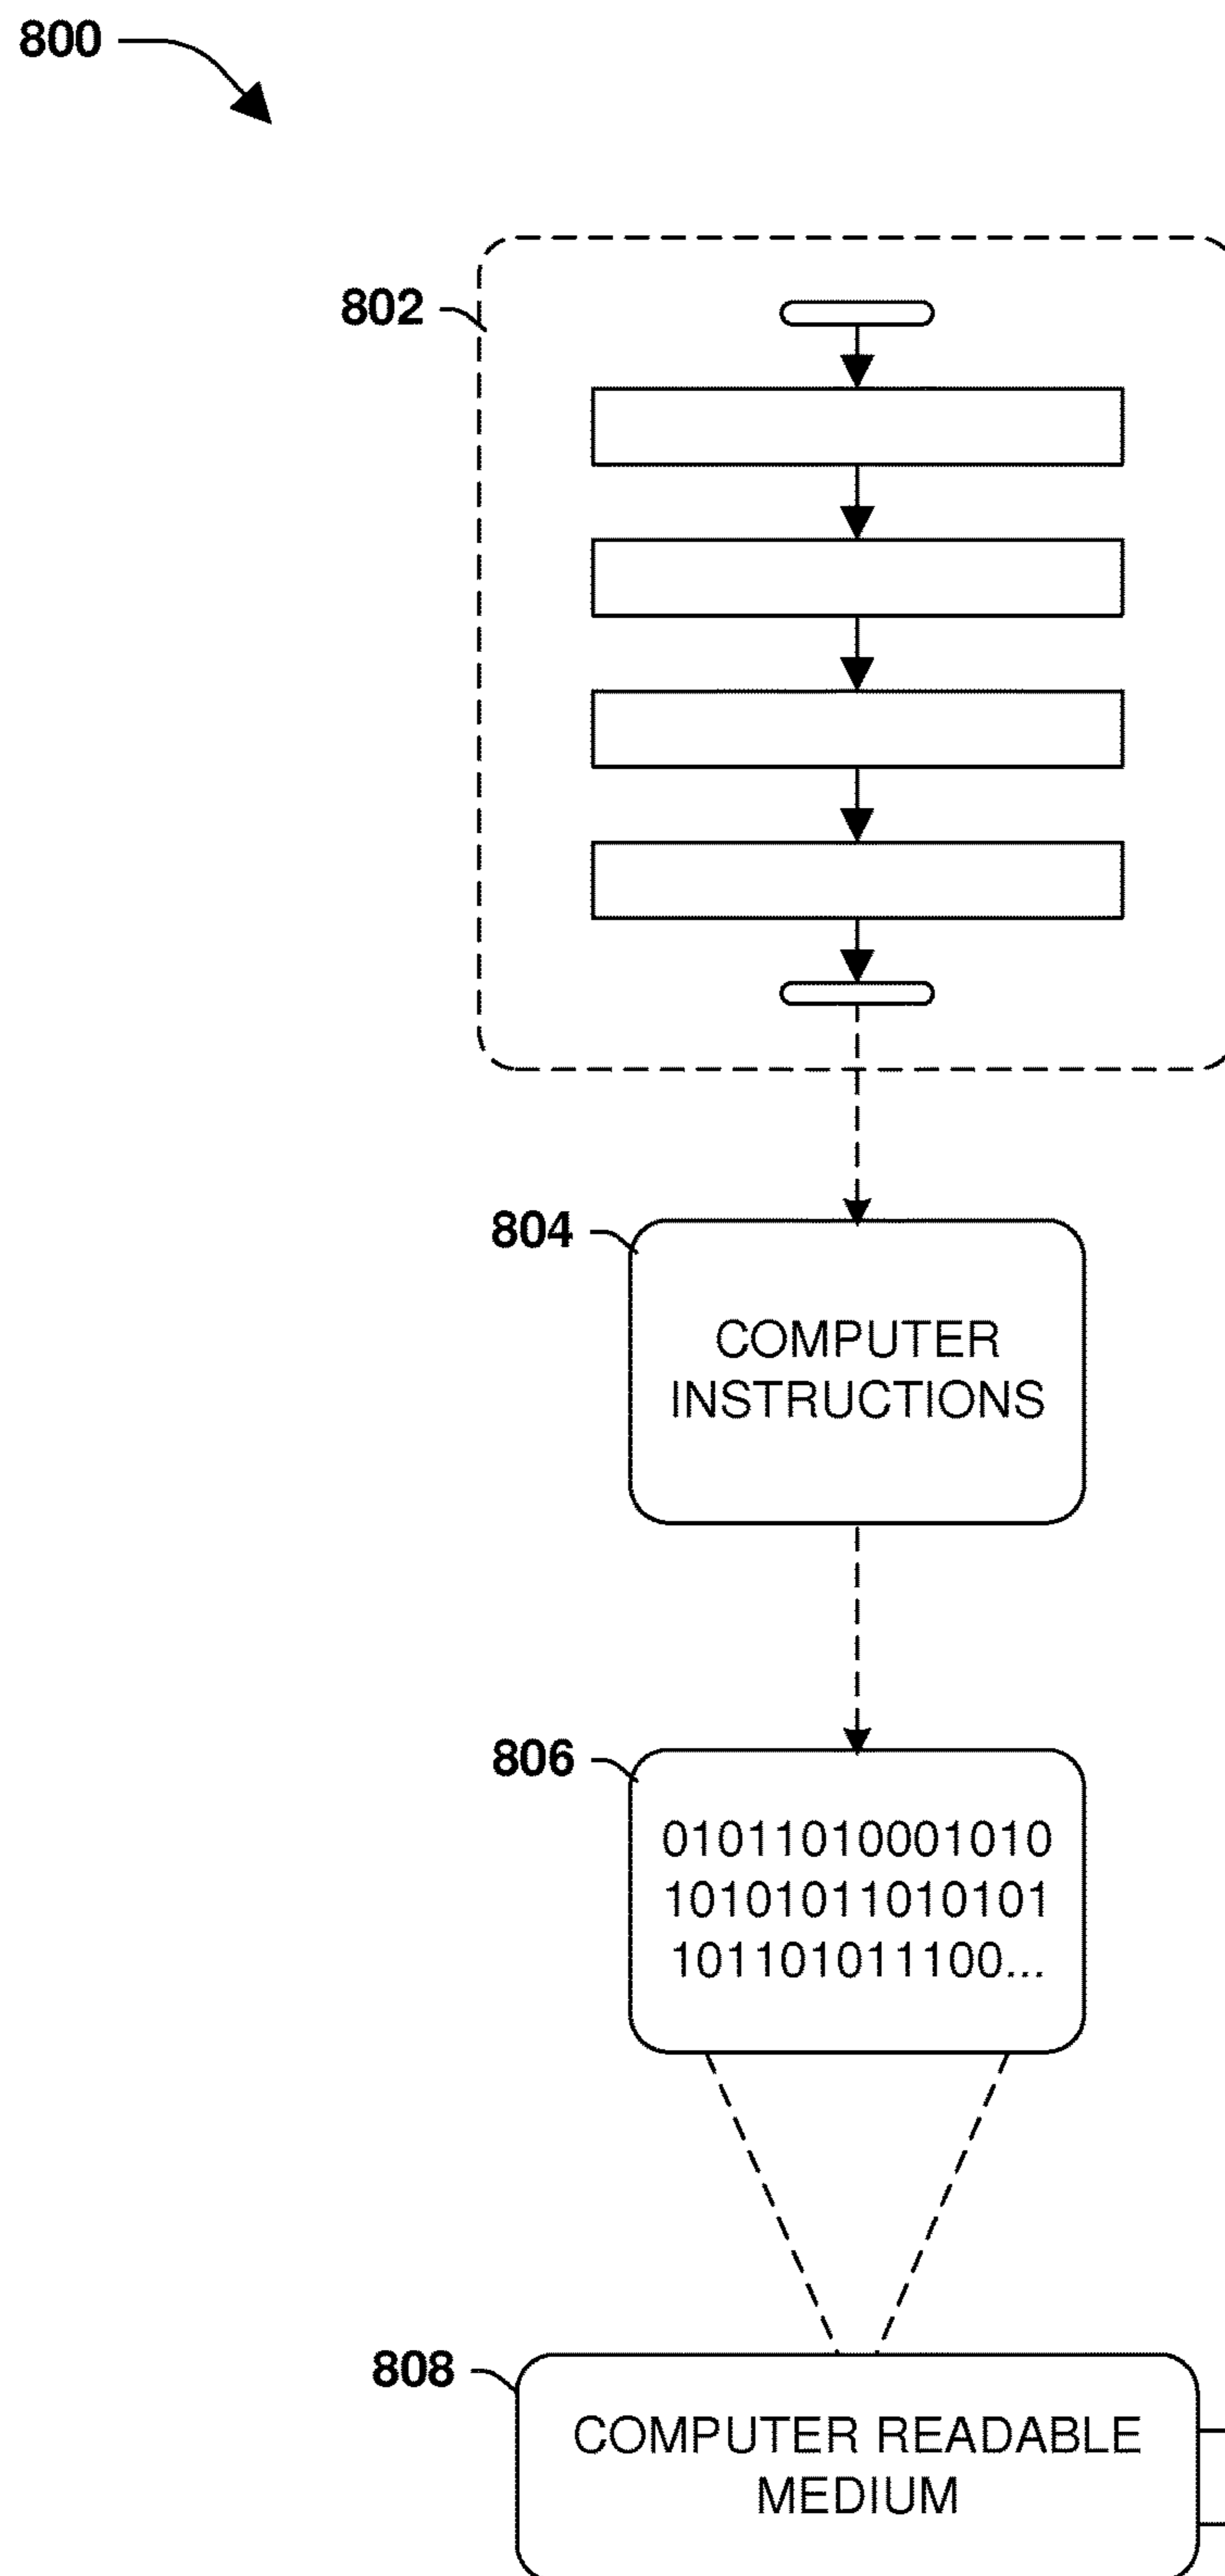 800
802
804
COMPUTER
INSTRUCTIONS
806
01011010001010
10101011010101
101101011100...
808
COMPUTER READABLE
MEDIUM